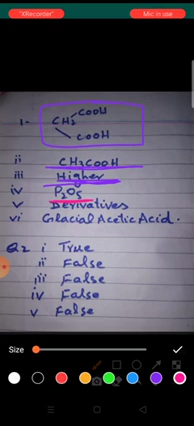 "XRecorder"
Mic in use
COOH
1- CH2
COOH
ii CH3COOH
iii Higher
iv P2O5
v Derivatives
vi Glacial Acetic Acid.
Q2 i True
ii False
iii False
iv False
v False
Size